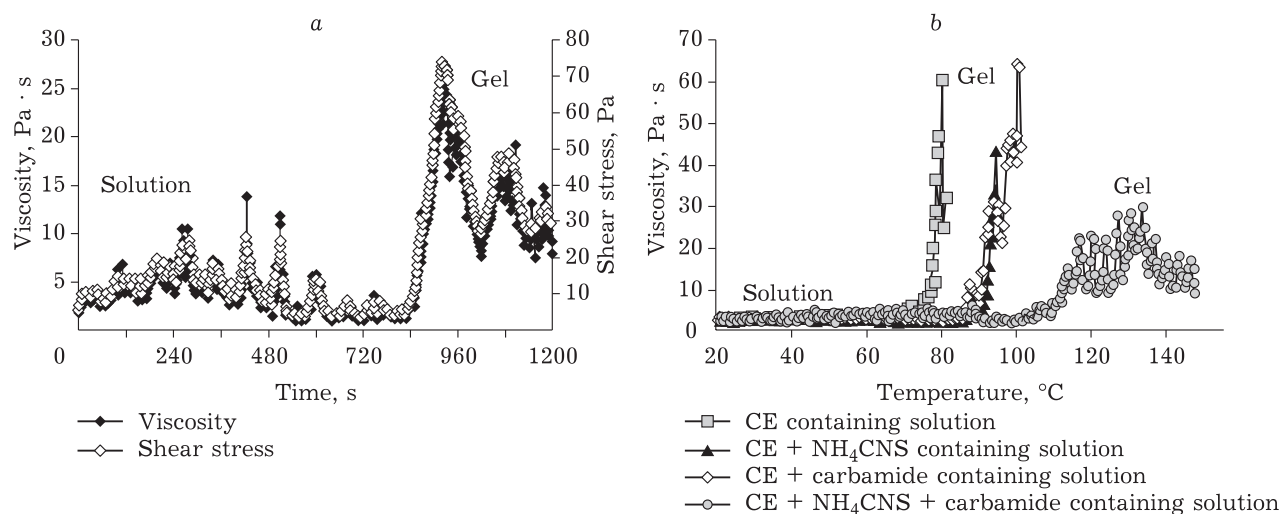 a
b
30
25
20
15
10
5
0
Viscosity, Pa · s
Solution
Gel
80
70
60
50
40
30
20
10
Shear stress, Pa
240
480
720
960
1200
Time, s
Viscosity
Shear stress
70
60
50
40
30
20
10
0
Viscosity, Pa · s
Solution
Gel
Gel
20
40
60
80
100
120
140
Temperature, °C
CE containing solution
CE + NH₄CNS containing solution
CE + carbamide containing solution
CE + NH₄CNS + carbamide containing solution